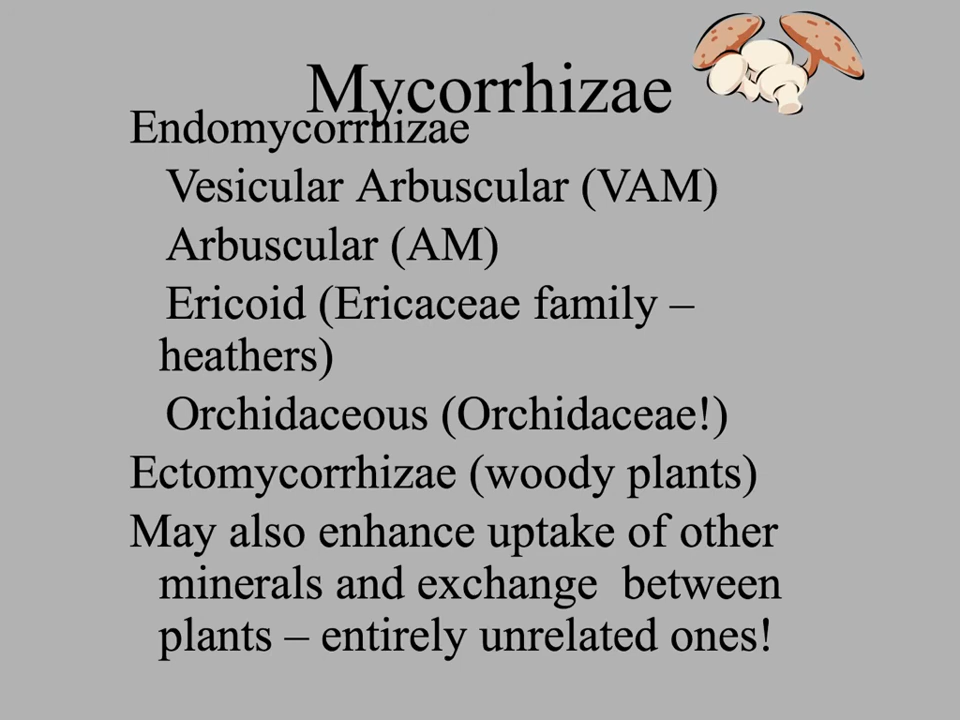 Mycorrhizae
Endomycorrhizae
Vesicular Arbuscular (VAM)
Arbuscular (AM)
Ericoid (Ericaceae family –
heathers)
Orchidaceous (Orchidaceae!)
Ectomycorrhizae (woody plants)
May also enhance uptake of other
minerals and exchange  between
plants – entirely unrelated ones!